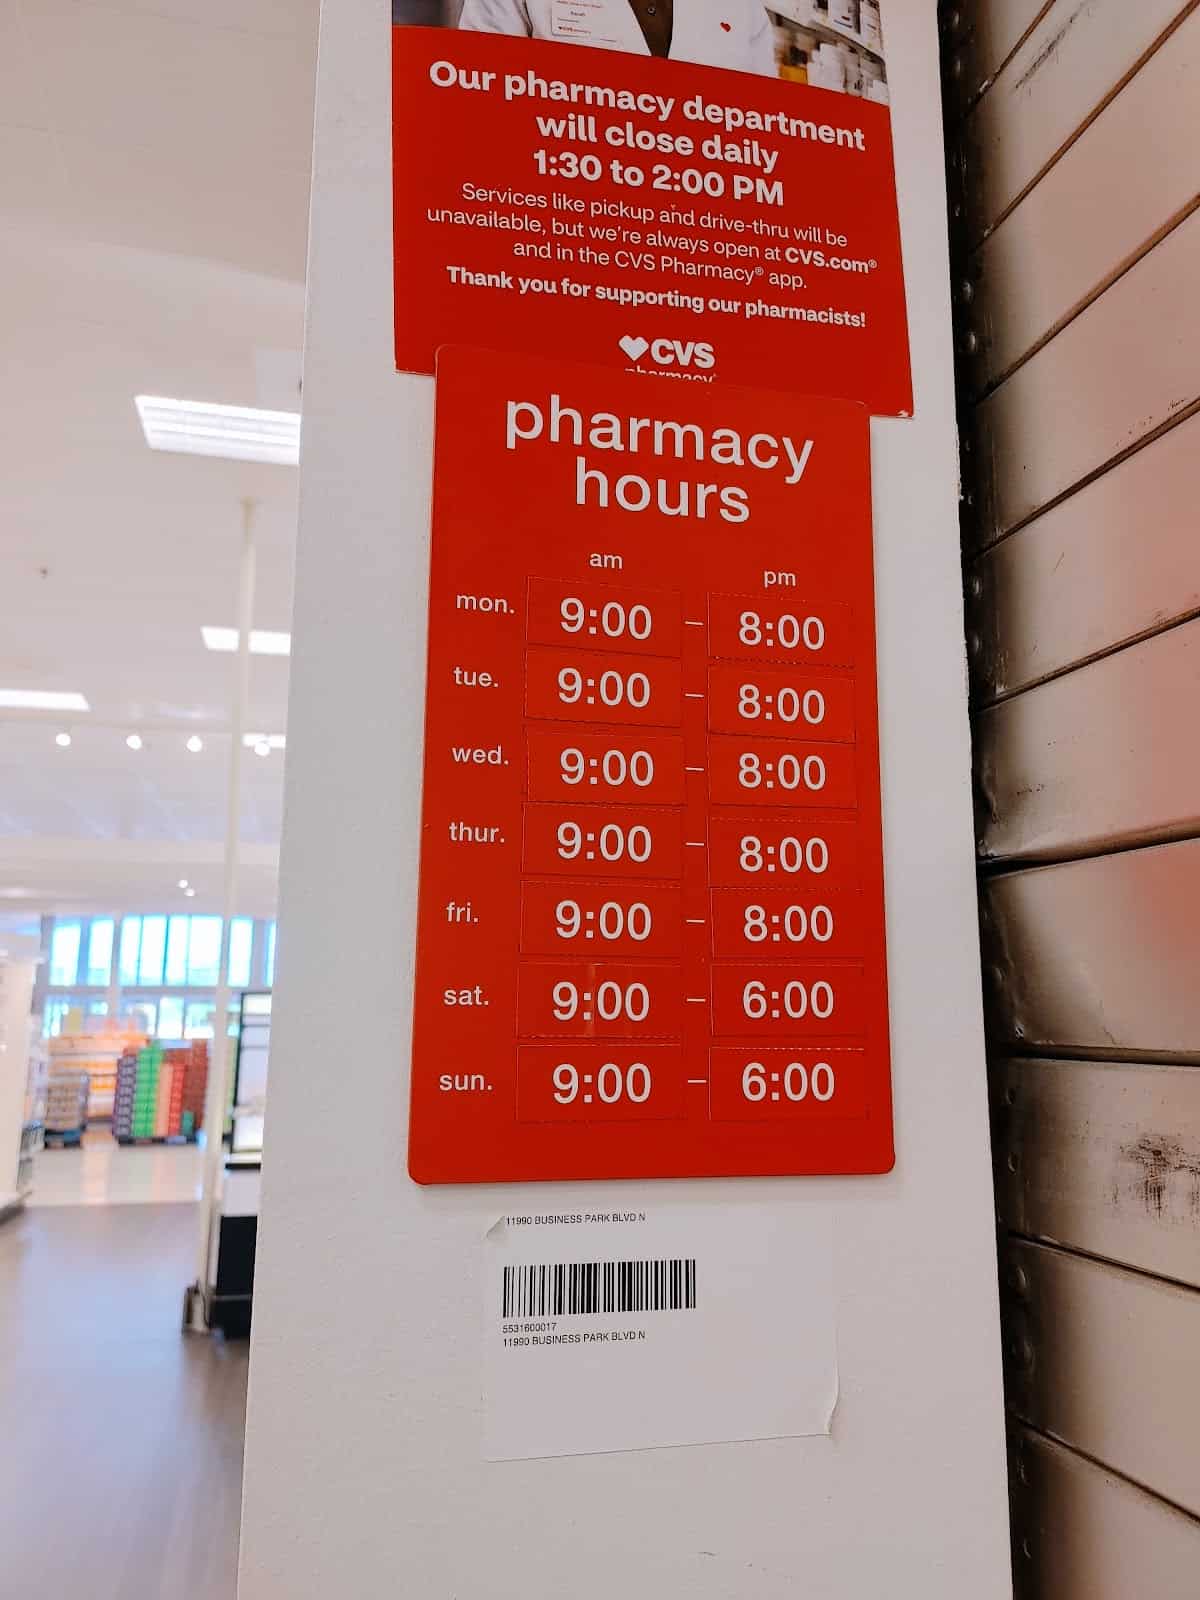 Our pharmacy department
will close daily
1:30 to 2:00 PM
Services like pickup and drive-thru will be
unavailable, but we're always open at CVS.com®
and in the CVS Pharmacy® app.
Thank you for supporting our pharmacists!
CVS
pharmacy®
pharmacy
hours
am pm
mon. 9:00 – 8:00
tue. 9:00 – 8:00
wed. 9:00 – 8:00
thur. 9:00 – 8:00
fri. 9:00 – 8:00
sat. 9:00 – 6:00
sun. 9:00 – 6:00
11990 BUSINESS PARK BLVD N
5531600017
11990 BUSINESS PARK BLVD N